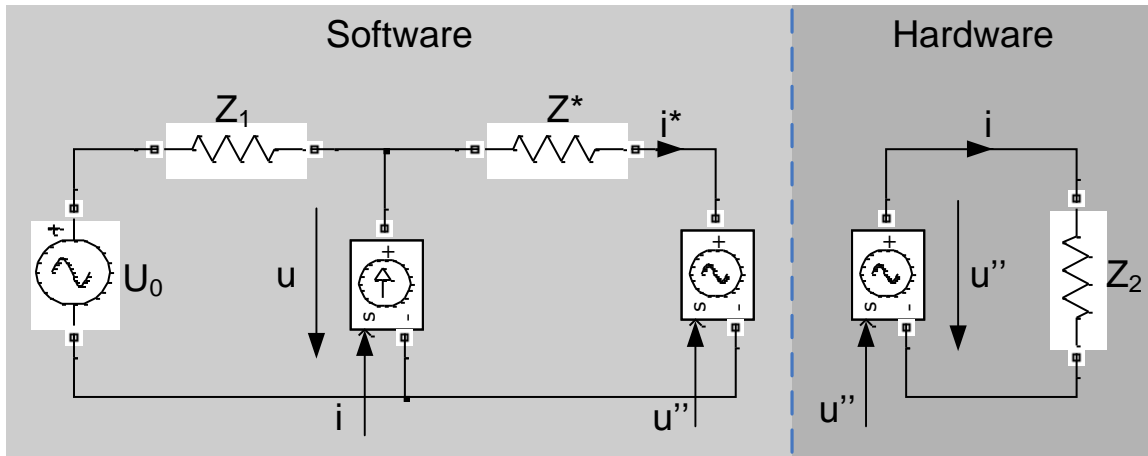 Software
Hardware
Z1
Z*
i*
i
+
U0
u
+
s
-
+
s
-
+
s
-
u''
Z2
i
u''
u''